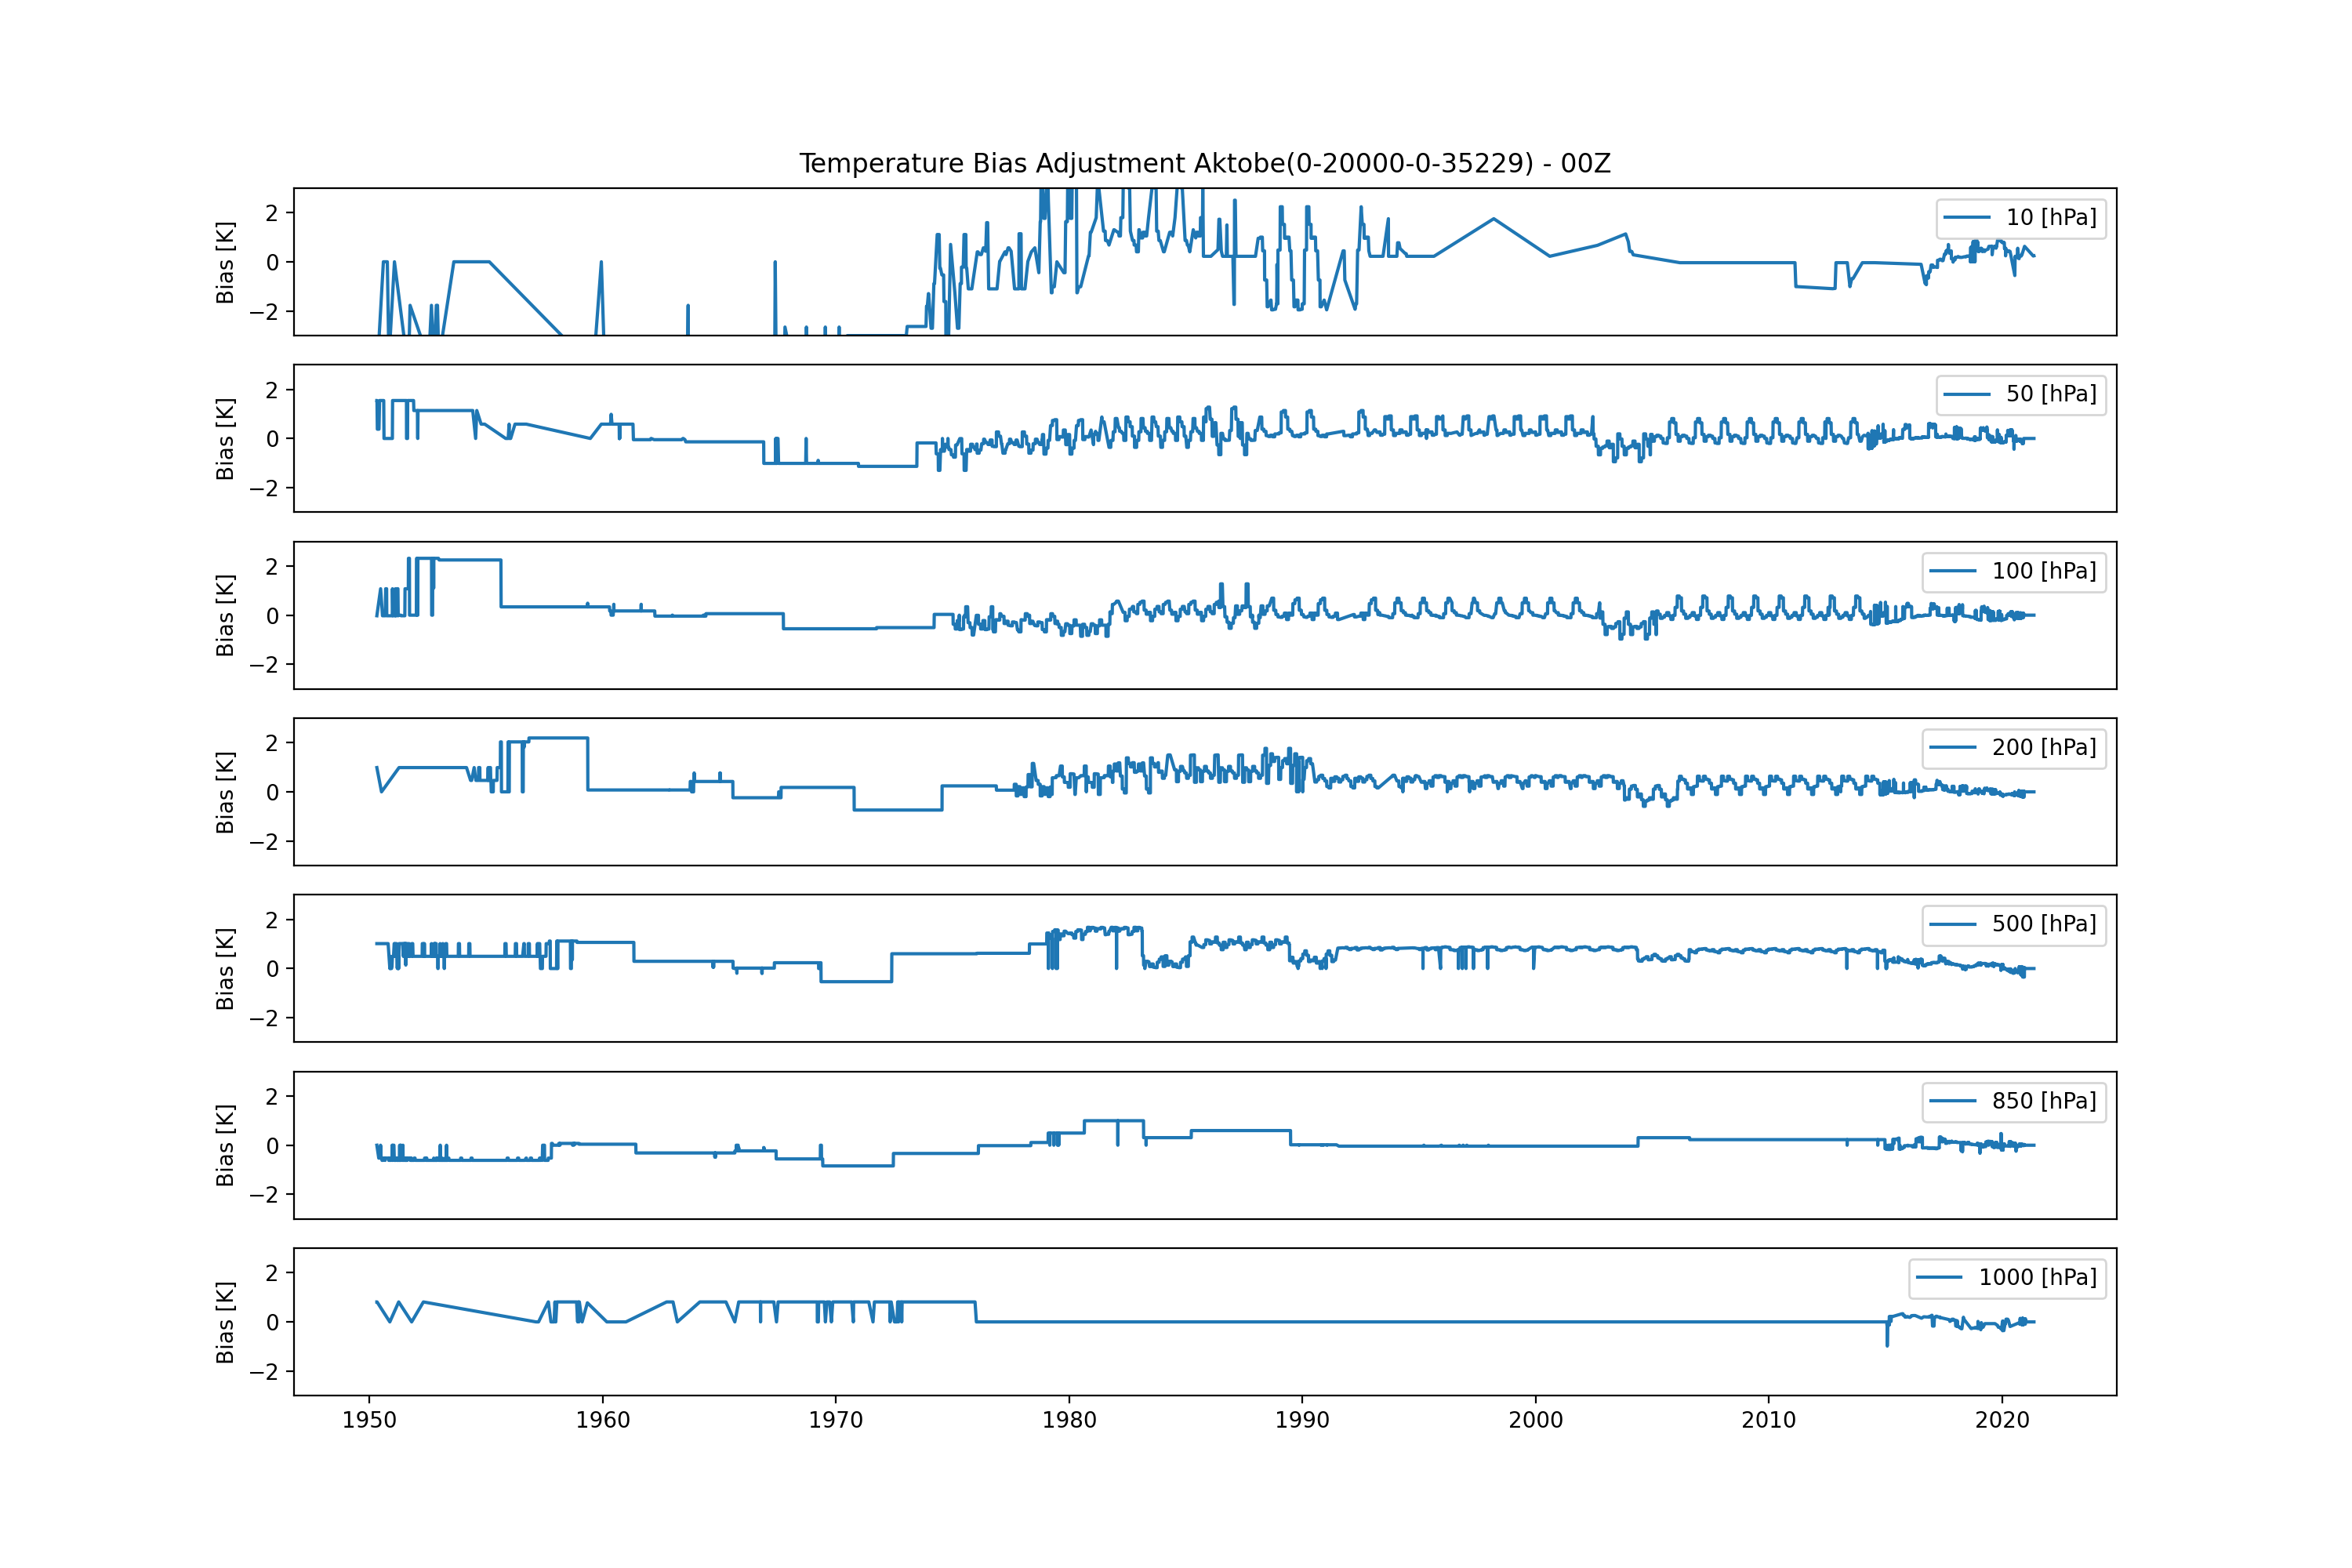 Temperature Bias Adjustment Aktobe(0-20000-0-35229) - 00Z
Bias [K]
2
0
−2
10 [hPa]
Bias [K]
2
0
−2
50 [hPa]
Bias [K]
2
0
−2
100 [hPa]
Bias [K]
2
0
−2
200 [hPa]
Bias [K]
2
0
−2
500 [hPa]
Bias [K]
2
0
−2
850 [hPa]
Bias [K]
2
0
−2
1000 [hPa]
1950 1960 1970 1980 1990 2000 2010 2020